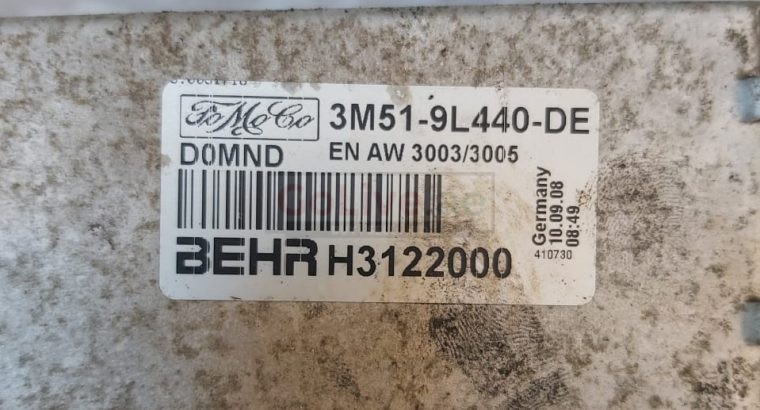 FoMoCo 3M51-9L440-DE
D0MND EN AW 3003/3005
BEHR H3122000
Germany
10.09.08
08:49
410730